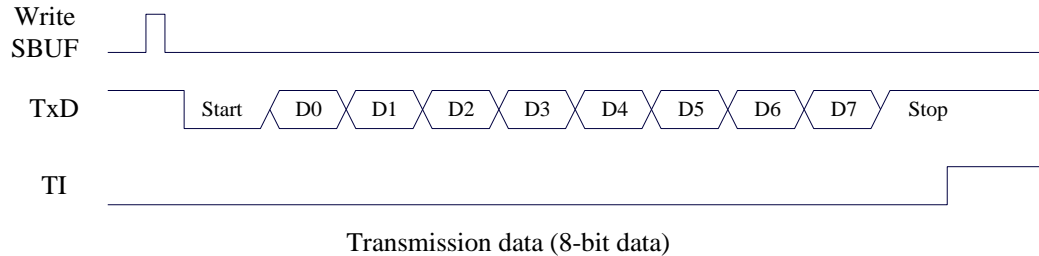 Write
SBUF
TxD Start D0 D1 D2 D3 D4 D5 D6 D7 Stop
TI
Transmission data (8-bit data)